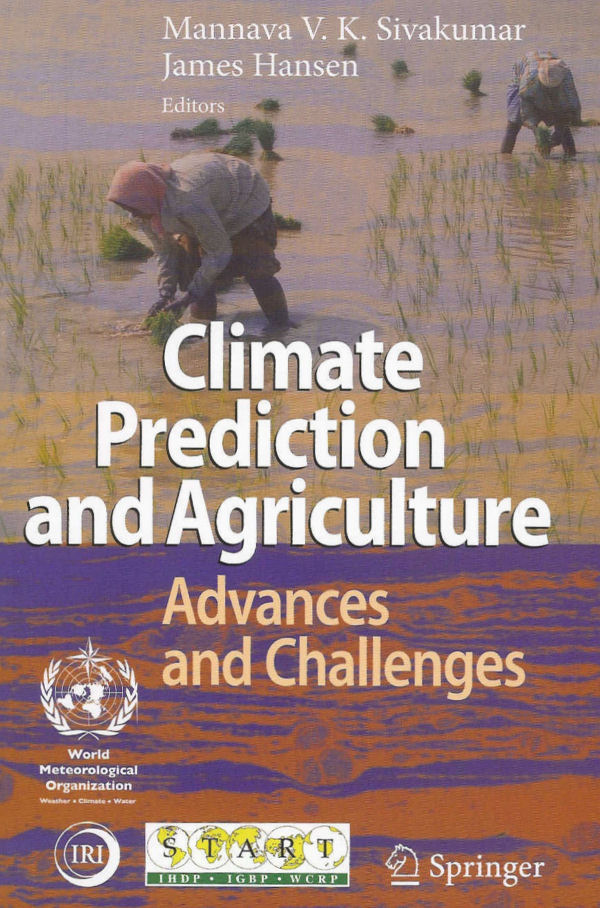 Mannava V. K. Sivakumar
James Hansen
Editors
Climate
Prediction
and Agriculture
Advances
and Challenges
World
Meteorological
Organization
Weather • Climate • Water
IRI
START
IHDP • IGBP • WCRP
Springer